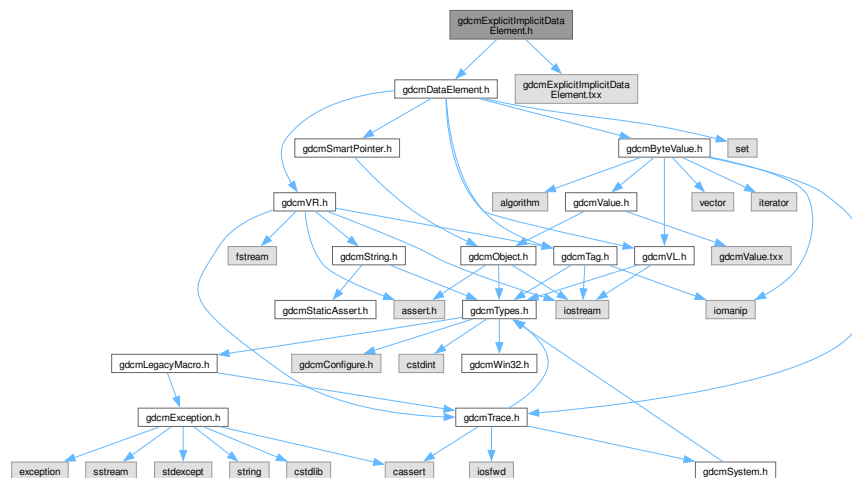 gdcmExplicitImplicitData
Element.h
gdcmDataElement.h
gdcmExplicitImplicitData
Element.txx
gdcmSmartPointer.h
gdcmByteValue.h
set
gdcmVR.h
algorithm
gdcmValue.h
vector
iterator
fstream
gdcmString.h
gdcmObject.h
gdcmTag.h
gdcmVL.h
gdcmValue.txx
gdcmStaticAssert.h
assert.h
gdcmTypes.h
iostream
iomanip
gdcmLegacyMacro.h
gdcmConfigure.h
cstdint
gdcmWin32.h
gdcmException.h
gdcmTrace.h
exception
sstream
stdexcept
string
cstdlib
cassert
iosfwd
gdcmSystem.h